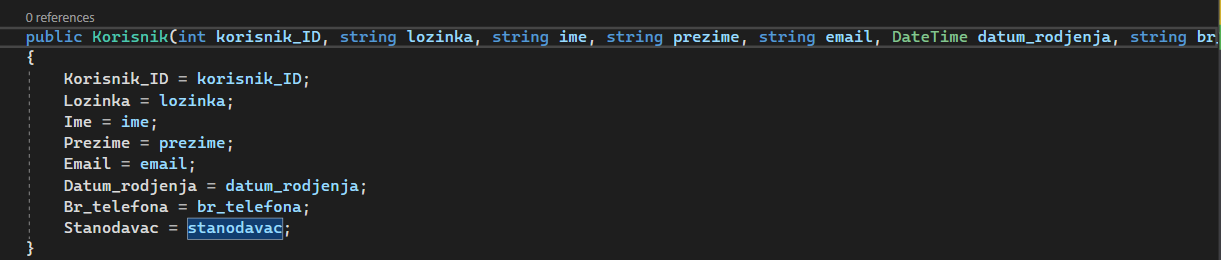 0 references
public Korisnik(int korisnik_ID, string lozinka, string ime, string prezime, string email, DateTime datum_rodjenja, string br
{
Korisnik_ID = korisnik_ID;
Lozinka = lozinka;
Ime = ime;
Prezime = prezime;
Email = email;
Datum_rodjenja = datum_rodjenja;
Br_telefona = br_telefona;
Stanodavac = stanodavac;
}